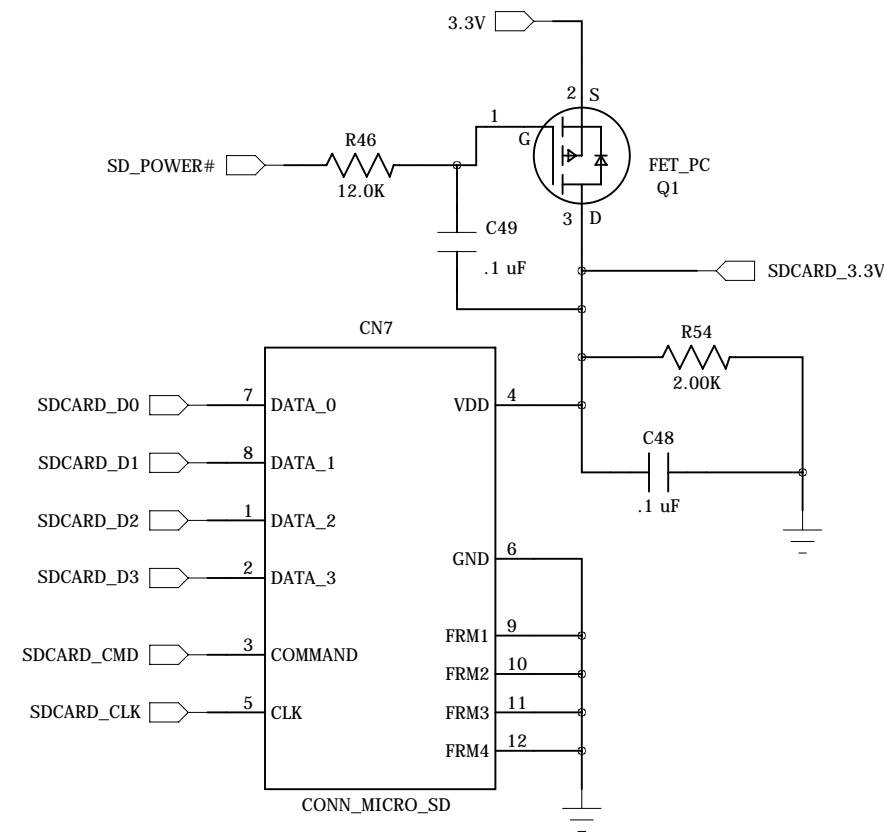 3.3V
2 S
1
G
R46
SD_POWER#
12.0K
FET_PC
Q1
3 D
C49
.1 uF
SDCARD_3.3V
CN7
R54
2.00K
SDCARD_D0 7 DATA_0 VDD 4
C48
SDCARD_D1 8 DATA_1
.1 uF
SDCARD_D2 1 DATA_2
GND 6
SDCARD_D3 2 DATA_3
FRM1 9
SDCARD_CMD 3 COMMAND
FRM2 10
SDCARD_CLK 5 CLK FRM3 11
FRM4 12
CONN_MICRO_SD